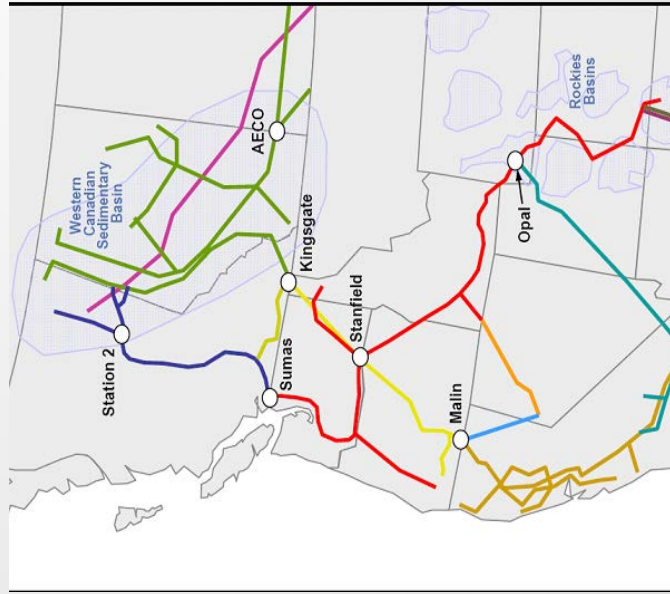 Western
Canadian
Sedimentary
Basin
AECO
Station 2
Kingsgate
Sumas
Stanfield
Malin
Opal
Rockies
Basins